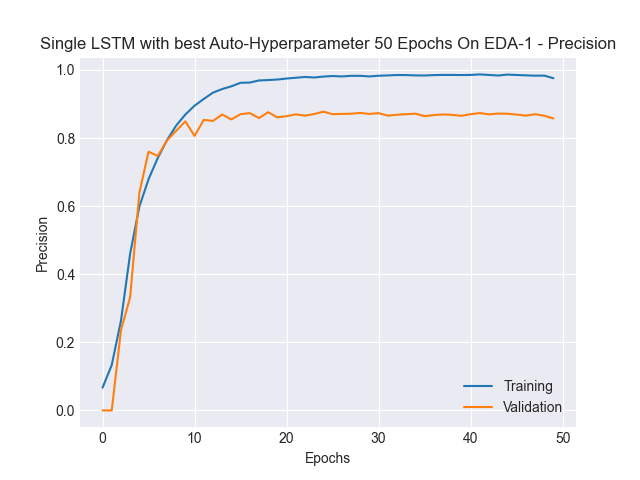 Single LSTM with best Auto-Hyperparameter 50 Epochs On EDA-1 - Precision
1.0
0.8
0.6
0.4
0.2
0.0
Precision
Training
Validation
0 10 20 30 40 50
Epochs